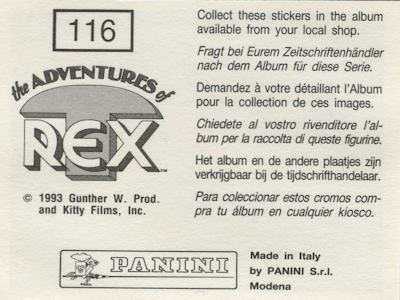 116
the ADVENTURES of
T
REX™
© 1993 Gunther W. Prod.
and Kitty Films, Inc.
Collect these stickers in the album
available from your local shop.
Fragt bei Eurem Zeitschriftenhändler
nach dem Album für diese Serie.
Demandez à votre détaillant l'Album
pour la collection de ces images.
Chiedete al vostro rivenditore l'al-
bum per la raccolta di queste figurine.
Het album en de andere plaatjes zijn
verkrijgbaar bij de tijdschrifthandelaar.
Para coleccionar estos cromos com-
pra tu álbum en cualquier kiosco.
PANINI
Made in Italy
by PANINI S.r.l.
Modena